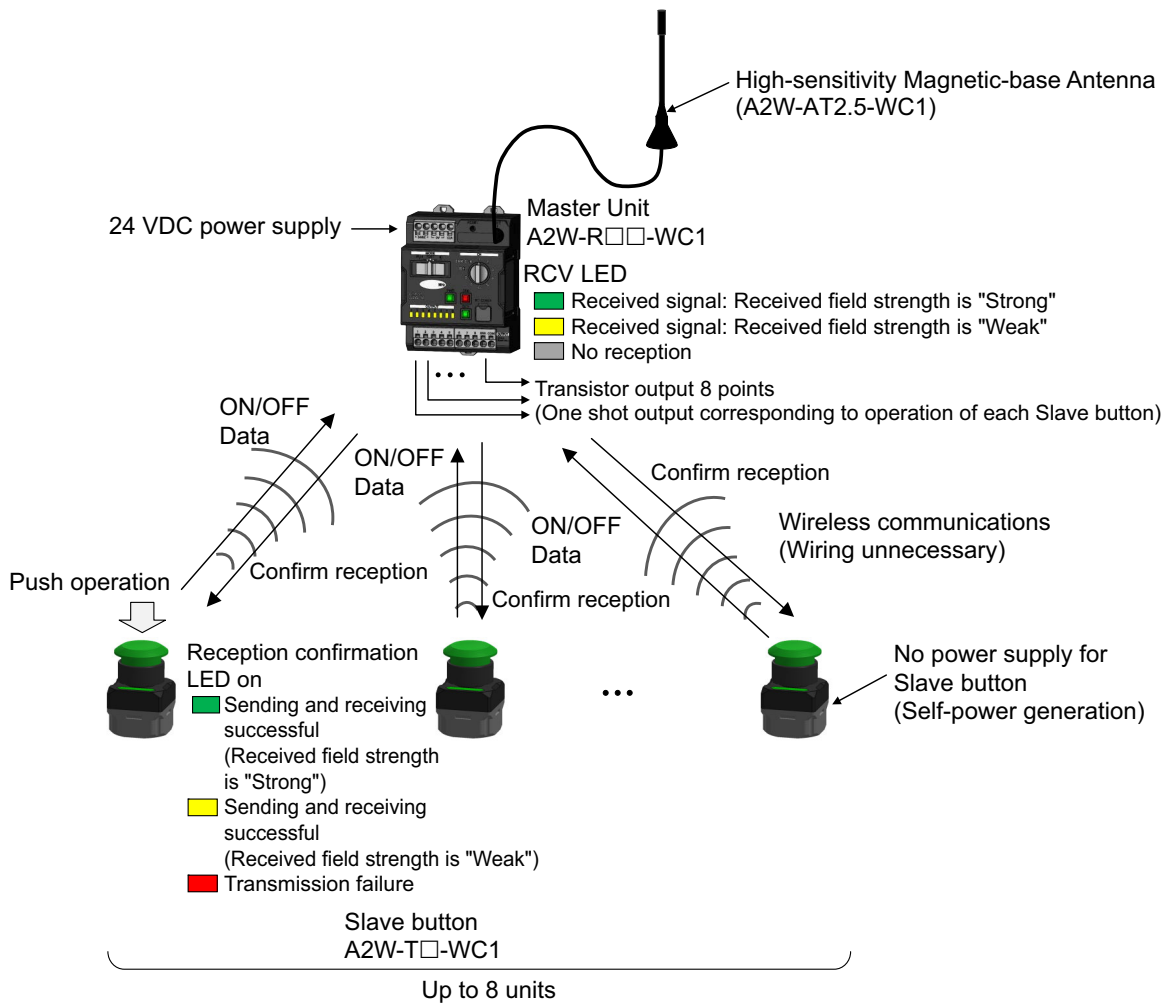 High-sensitivity Magnetic-base Antenna
(A2W-AT2.5-WC1)
24 VDC power supply
Master Unit
A2W-R□□-WC1
RCV LED
Received signal: Received field strength is "Strong"
Received signal: Received field strength is "Weak"
No reception
• • •
Transistor output 8 points
(One shot output corresponding to operation of each Slave button)
ON/OFF
Data
ON/OFF
Data
Confirm reception
ON/OFF
Data
Wireless communications
(Wiring unnecessary)
Confirm reception
Confirm reception
Push operation
Reception confirmation
LED on
Sending and receiving
successful
(Received field strength
is "Strong")
Sending and receiving
successful
(Received field strength is "Weak")
Transmission failure
• • •
No power supply for
Slave button
(Self-power generation)
Slave button
A2W-T□-WC1
Up to 8 units